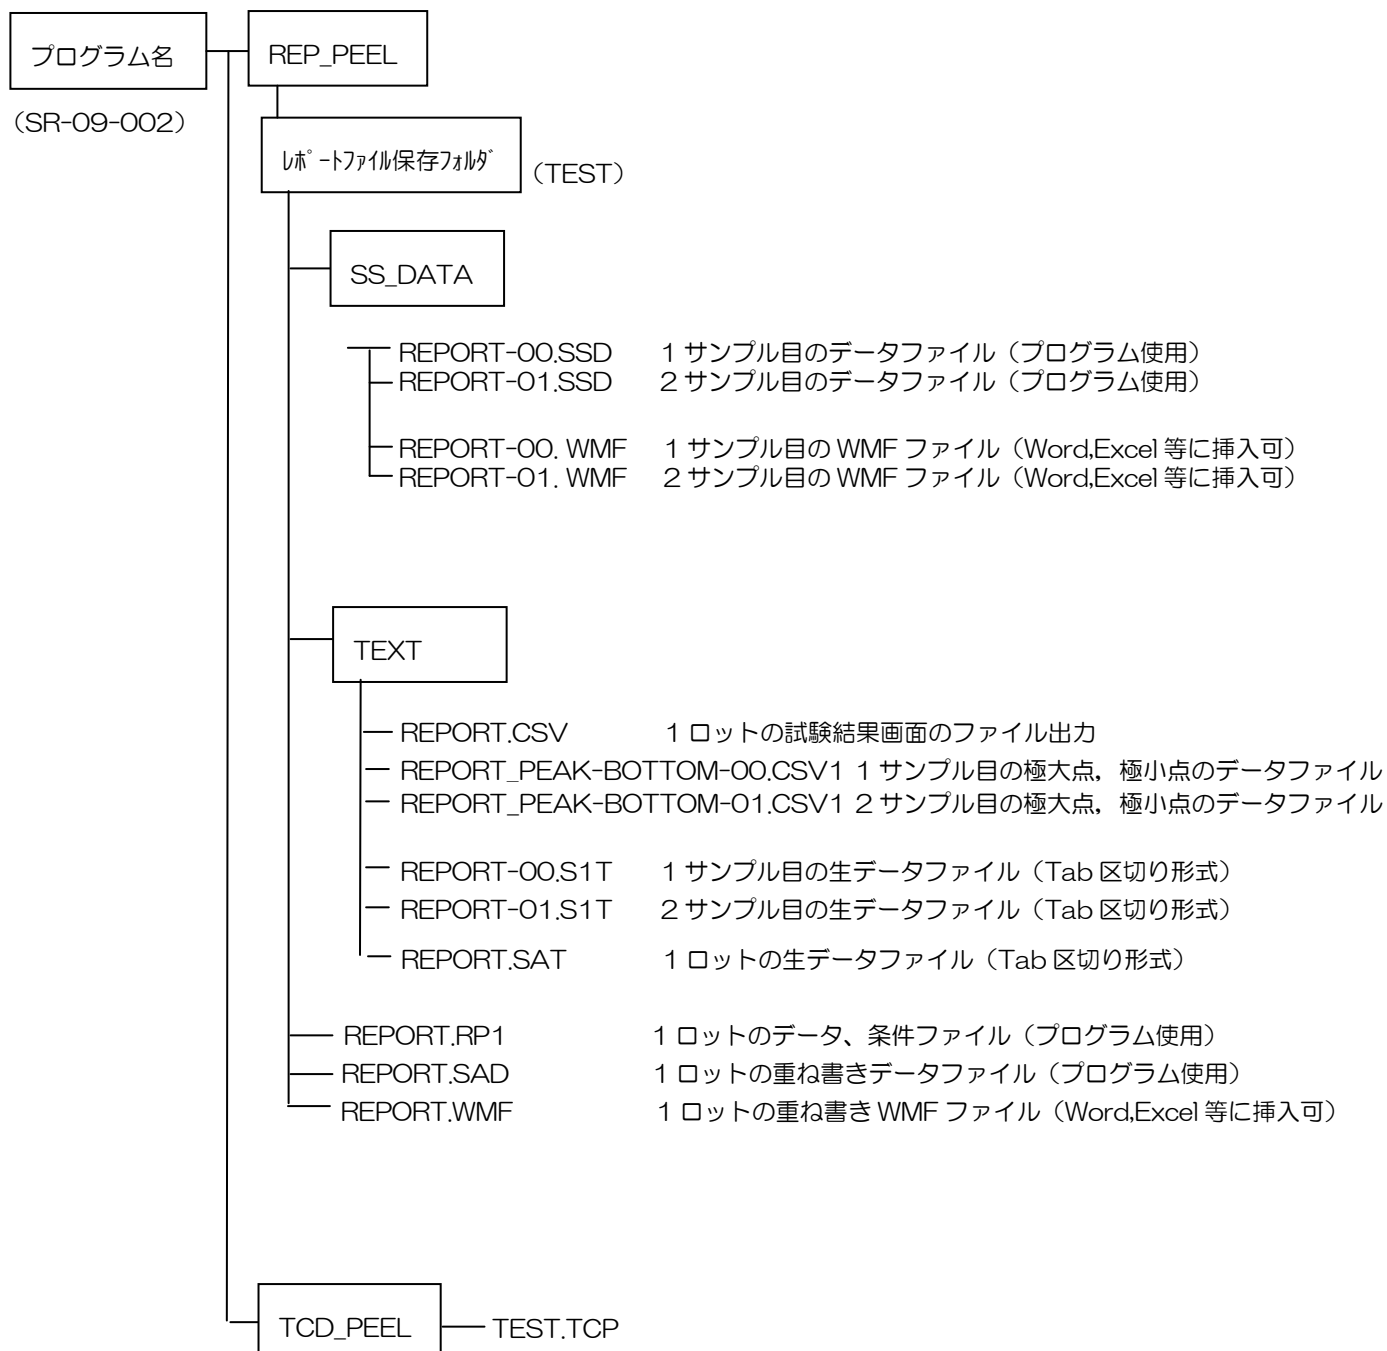 プログラム名
REP_PEEL
（SR-09-002）
ﾚﾎﾟｰﾄﾌｧｲﾙ保存ﾌｫﾙﾀﾞ
（TEST）
SS_DATA
REPORT-00.SSD 1サンプル目のデータファイル（プログラム使用）
REPORT-01.SSD 2サンプル目のデータファイル（プログラム使用）
REPORT-00. WMF 1サンプル目の WMF ファイル（Word,Excel 等に挿入可）
REPORT-01. WMF 2サンプル目の WMF ファイル（Word,Excel 等に挿入可）
TEXT
REPORT.CSV 1ロットの試験結果画面のファイル出力
REPORT_PEAK-BOTTOM-00.CSV1 1サンプル目の極大点，極小点のデータファイル
REPORT_PEAK-BOTTOM-01.CSV1 2サンプル目の極大点，極小点のデータファイル
REPORT-00.S1T 1サンプル目の生データファイル（Tab 区切り形式）
REPORT-01.S1T 2サンプル目の生データファイル（Tab 区切り形式）
REPORT.SAT 1ロットの生データファイル（Tab 区切り形式）
REPORT.RP1 1ロットのデータ、条件ファイル（プログラム使用）
REPORT.SAD 1ロットの重ね書きデータファイル（プログラム使用）
REPORT.WMF 1ロットの重ね書き WMF ファイル（Word,Excel 等に挿入可）
TCD_PEEL
TEST.TCP